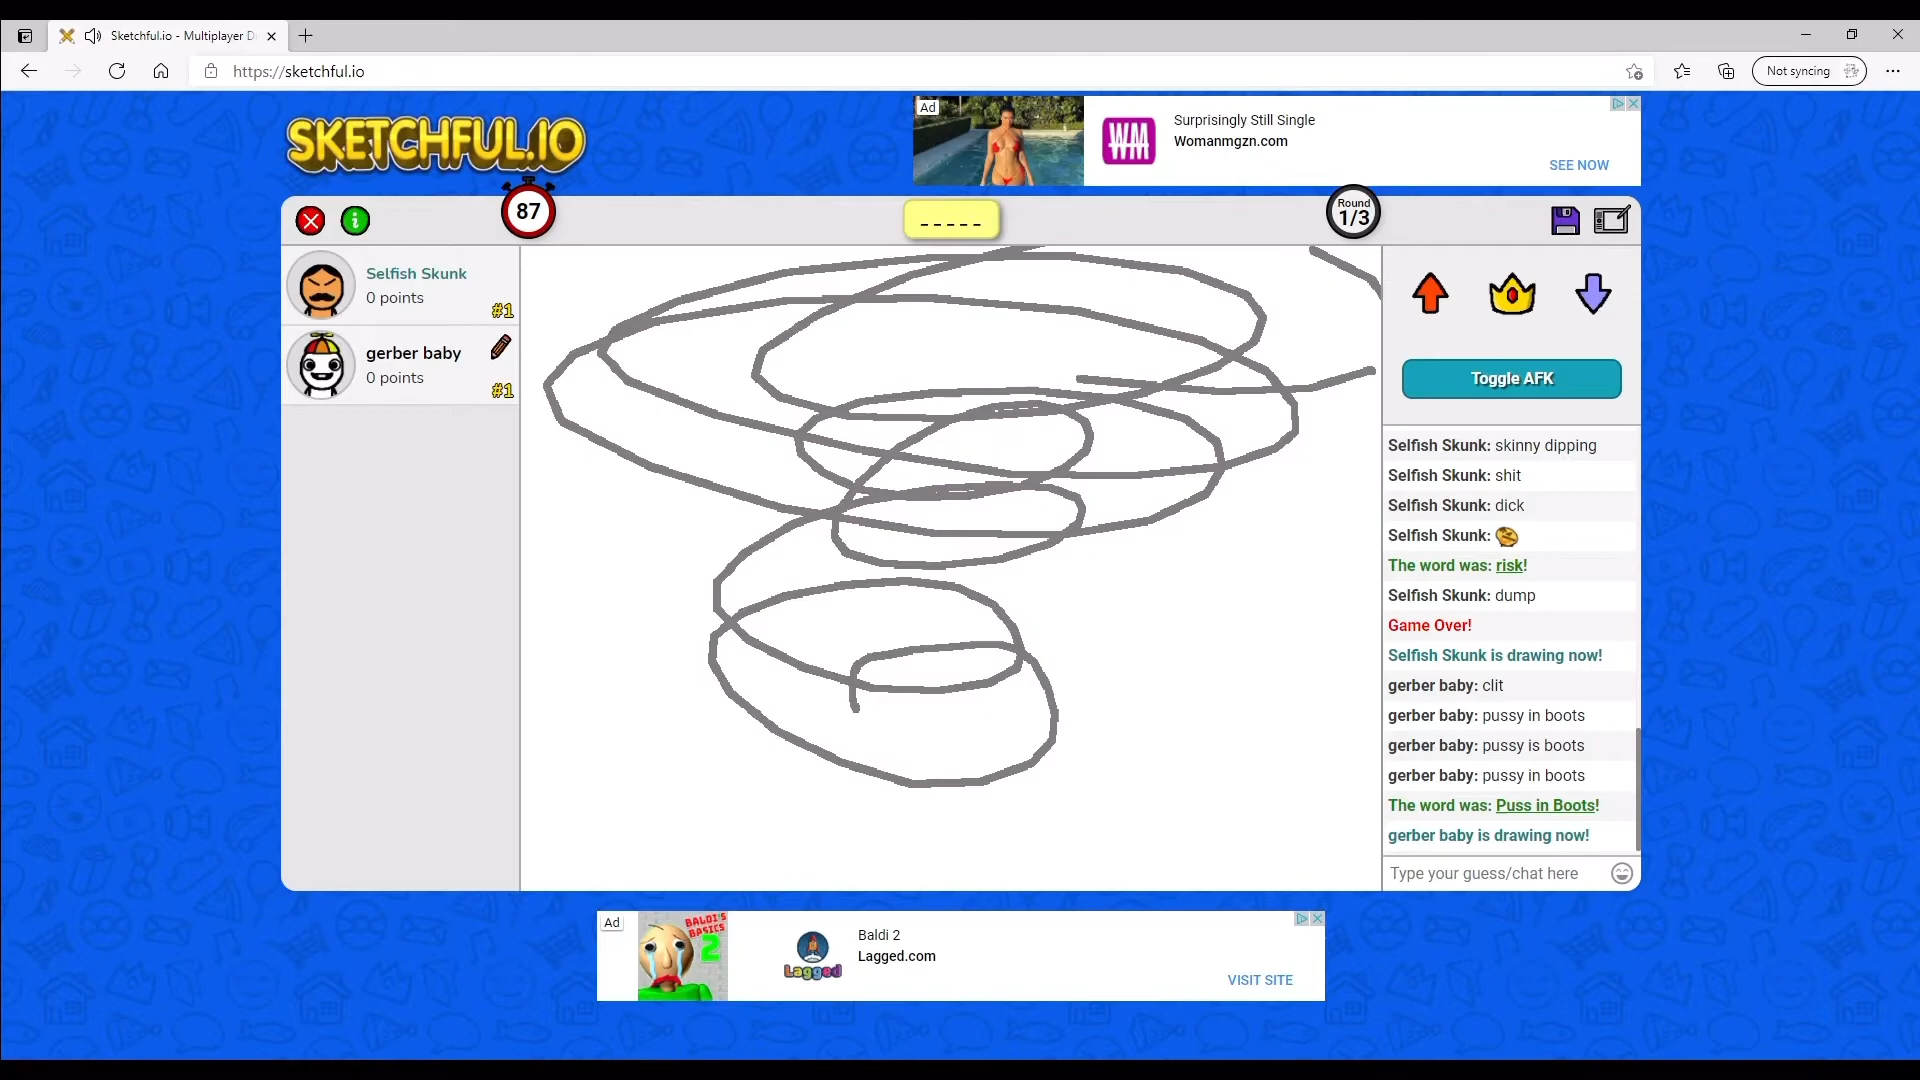 Sketchful.io - Multiplayer D
https://sketchful.io
Not syncing
SKETCHFUL.IO
Ad
WM
Surprisingly Still Single
Womanmgzn.com
SEE NOW
87
_ _ _ _ _
Round
1/3
Selfish Skunk
0 points
#1
gerber baby
0 points
#1
Toggle AFK
Selfish Skunk: skinny dipping
Selfish Skunk: shit
Selfish Skunk: dick
Selfish Skunk:
The word was: risk!
Selfish Skunk: dump
Game Over!
Selfish Skunk is drawing now!
gerber baby: clit
gerber baby: pussy in boots
gerber baby: pussy is boots
gerber baby: pussy in boots
The word was: Puss in Boots!
gerber baby is drawing now!
Type your guess/chat here
Ad
BALDI'S
BASICS
2
Lagged
Baldi 2
Lagged.com
VISIT SITE